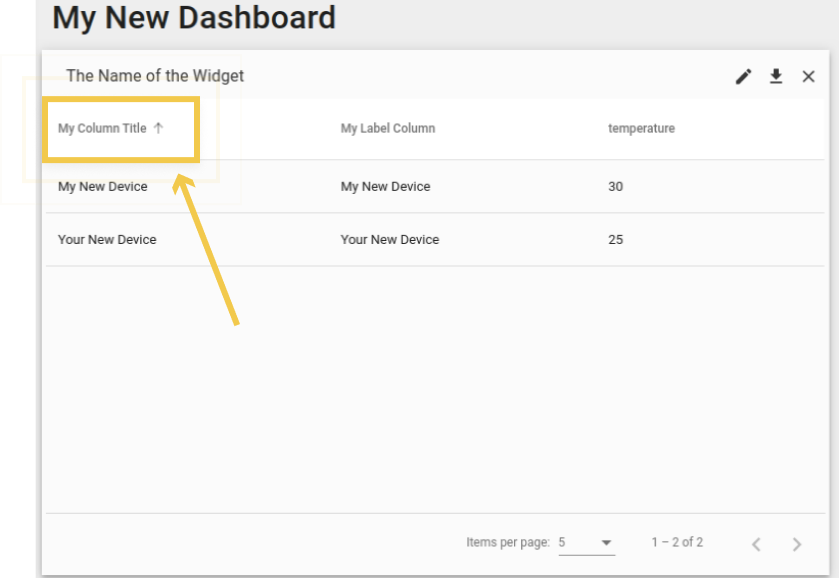 My New Dashboard
The Name of the Widget
My Column Title My Label Column temperature
My New Device My New Device 30
Your New Device Your New Device 25
Items per page: 5 1 – 2 of 2